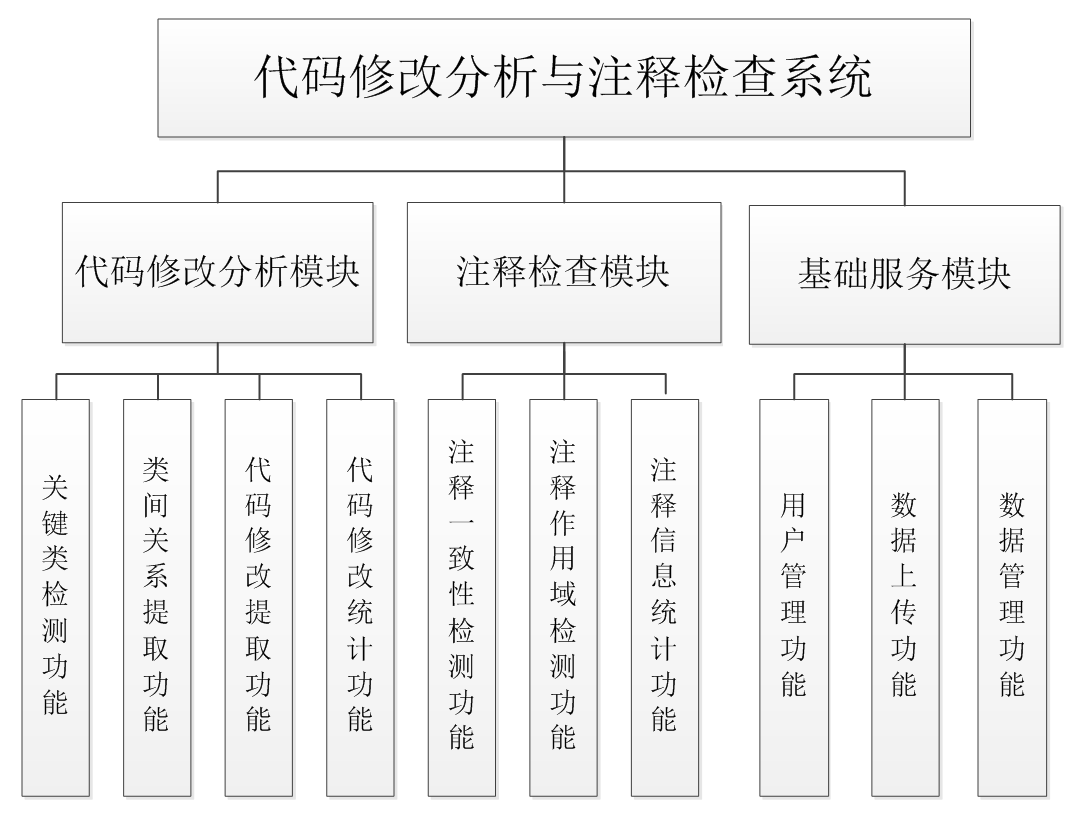 代码修改分析与注释检查系统
代码修改分析模块
注释检查模块
基础服务模块
关键类检测功能
类间关系提取功能
代码修改提取功能
代码修改统计功能
注释一致性检测功能
注释作用域检测功能
注释信息统计功能
用户管理功能
数据上传功能
数据管理功能